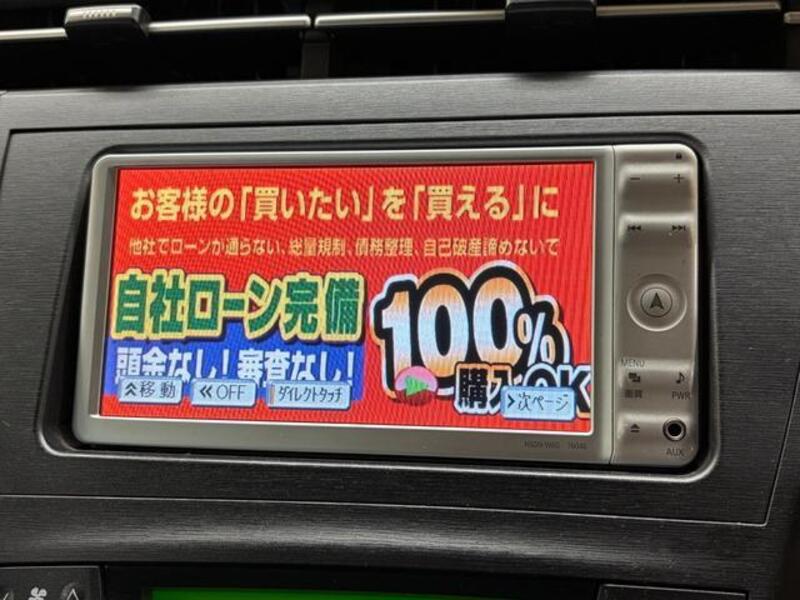 お客様の「買いたい」を「買える」に
他社でローンが通らない、総量規制、債務整理、自己破産諦めないで
自社ローン完備
100%
頭金なし!審査なし!
購入OK
移動
OFF
ダイレクトタッチ
次ページ
MENU
画質
PWR
AUX